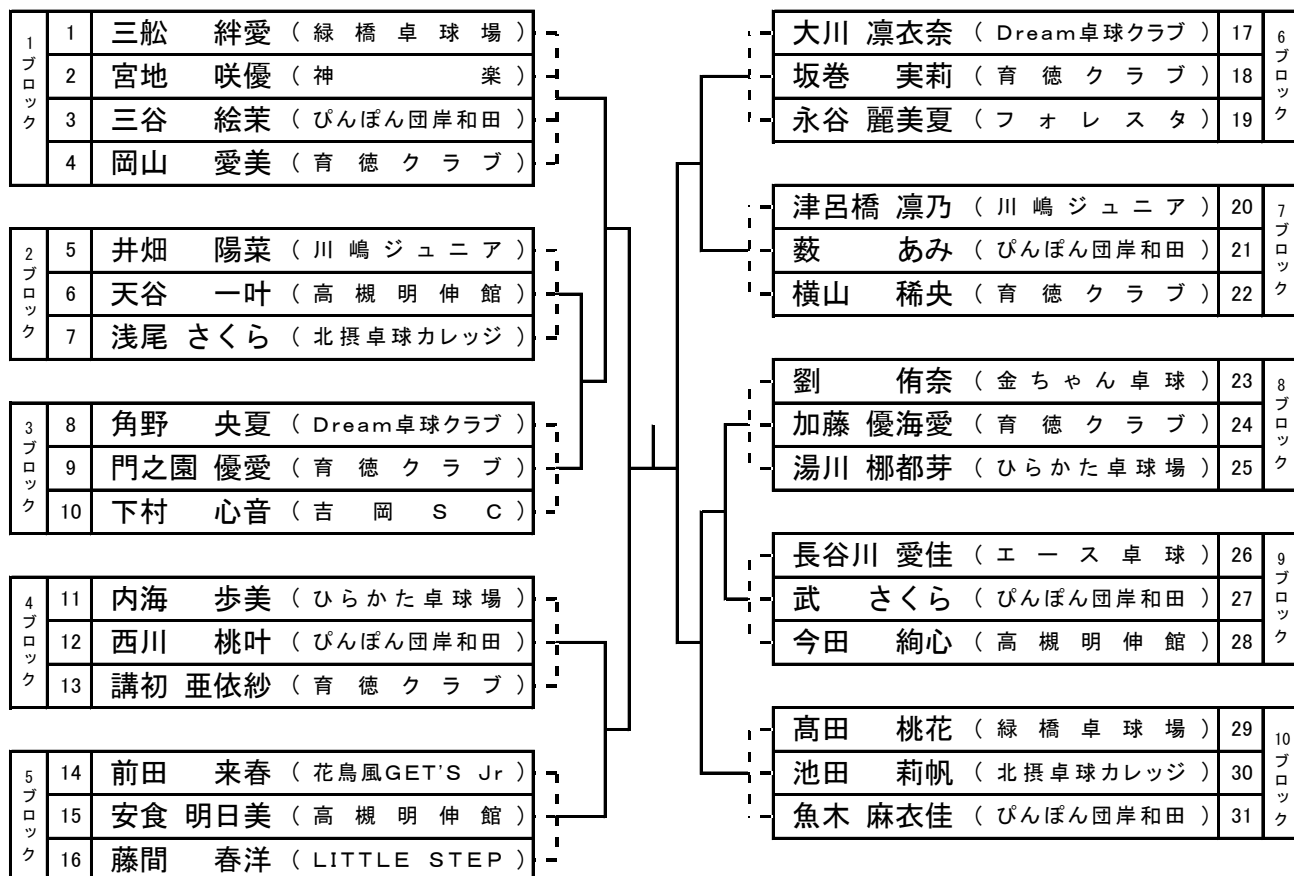 1ブロック
1 三舩 絆愛 (緑橋卓球場)
2 宮地 咲優 (神楽)
3 三谷 絵茉 (ぴんぽん団岸和田)
4 岡山 愛美 (育徳クラブ)
2ブロック
5 井畑 陽菜 (川嶋ジュニア)
6 天谷 一叶 (高槻明伸館)
7 浅尾 さくら (北摂卓球カレッジ)
3ブロック
8 角野 央夏 (Dream卓球クラブ)
9 門之園 優愛 (育徳クラブ)
10 下村 心音 (吉岡SC)
4ブロック
11 内海 歩美 (ひらかた卓球場)
12 西川 桃叶 (ぴんぽん団岸和田)
13 講初 亜依紗 (育徳クラブ)
5ブロック
14 前田 来春 (花鳥風GET'S Jr)
15 安食 明日美 (高槻明伸館)
16 藤間 春洋 (LITTLE STEP)
6ブロック
大川 凛衣奈 (Dream卓球クラブ) 17
坂巻 実莉 (育徳クラブ) 18
永谷 麗美夏 (フォレスタ) 19
7ブロック
津呂橋 凛乃 (川嶋ジュニア) 20
薮 あみ (ぴんぽん団岸和田) 21
横山 稀央 (育徳クラブ) 22
8ブロック
劉 侑奈 (金ちゃん卓球) 23
加藤 優海愛 (育徳クラブ) 24
湯川 梛都芽 (ひらかた卓球場) 25
9ブロック
長谷川 愛佳 (エース卓球) 26
武 さくら (ぴんぽん団岸和田) 27
今田 絢心 (高槻明伸館) 28
10ブロック
髙田 桃花 (緑橋卓球場) 29
池田 莉帆 (北摂卓球カレッジ) 30
魚木 麻衣佳 (ぴんぽん団岸和田) 31